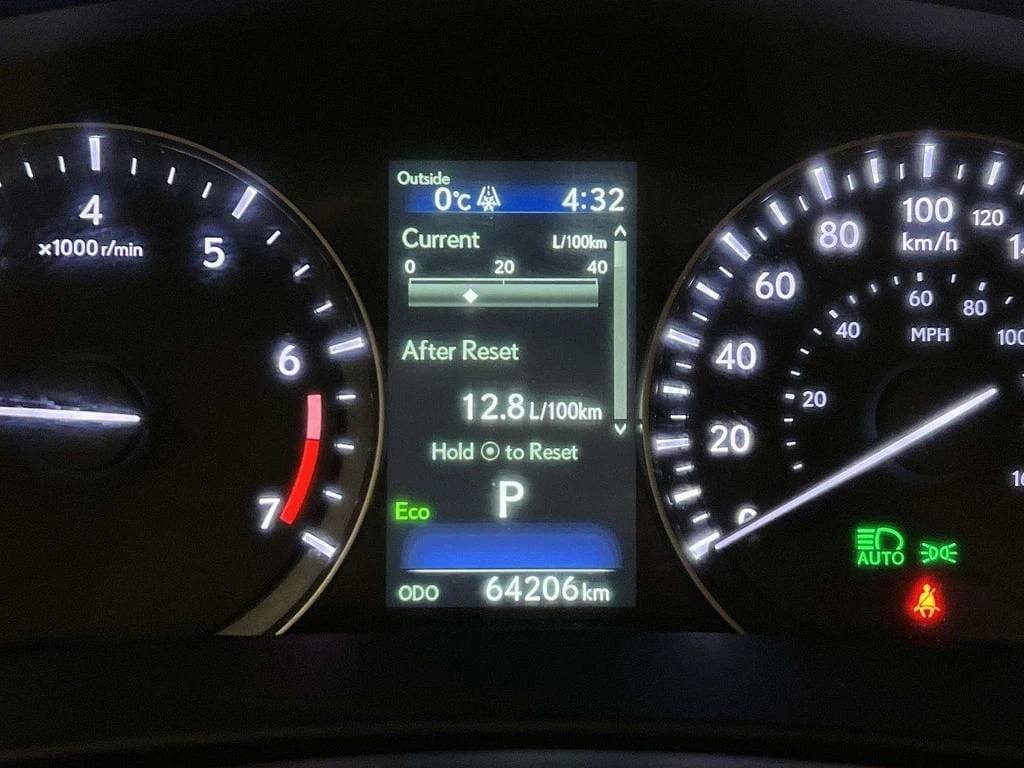 4
×1000 r/min
5
6
7
Outside
0°C 4:32
Current L/100km
0 20 40
After Reset
12.8 L/100km
Hold ⦿ to Reset
P
Eco
ODO 64206 km
100 120
km/h
80
60
60
80
40
MPH
100
40
20
20
0
AUTO